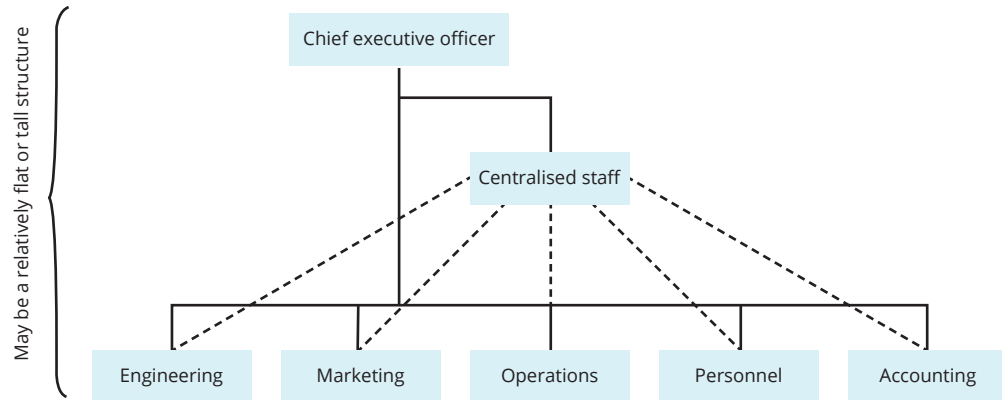 May be a relatively flat or tall structure
Chief executive officer
Centralised staff
Engineering
Marketing
Operations
Personnel
Accounting